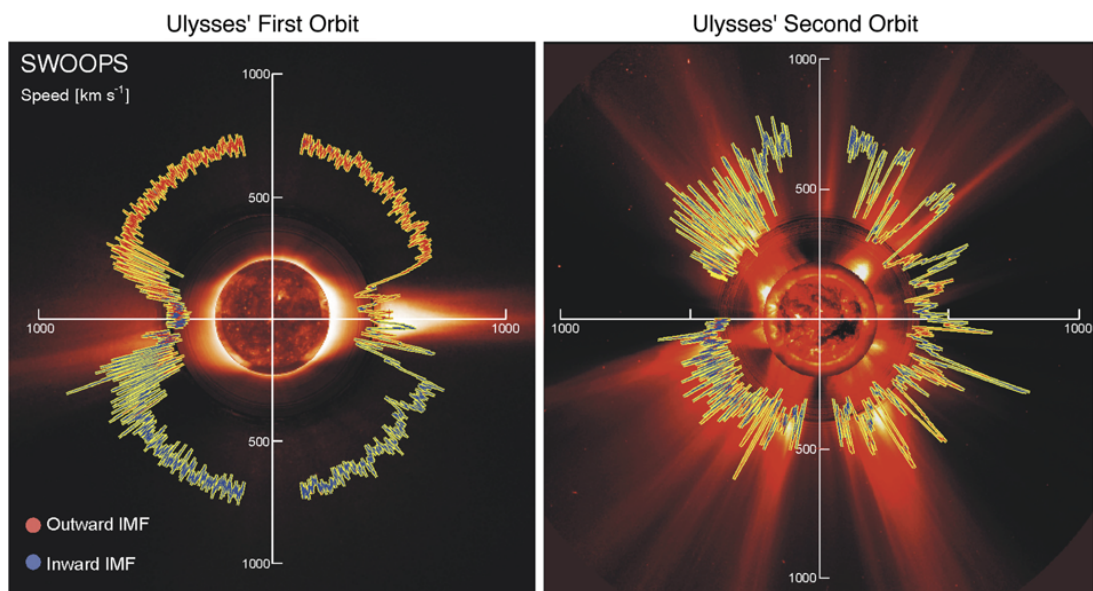 Ulysses' First Orbit
Ulysses' Second Orbit
SWOOPS
Speed [km s⁻¹]
1000
500
1000
1000
500
1000
Outward IMF
Inward IMF
1000
500
1000
1000
500
1000